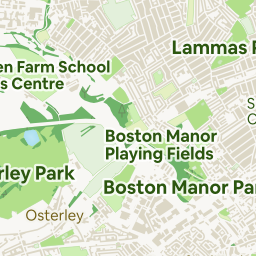 Lammas P
en Farm School
s Centre
S
C
Boston Manor
Playing Fields
rley Park
Boston Manor Par
Osterley